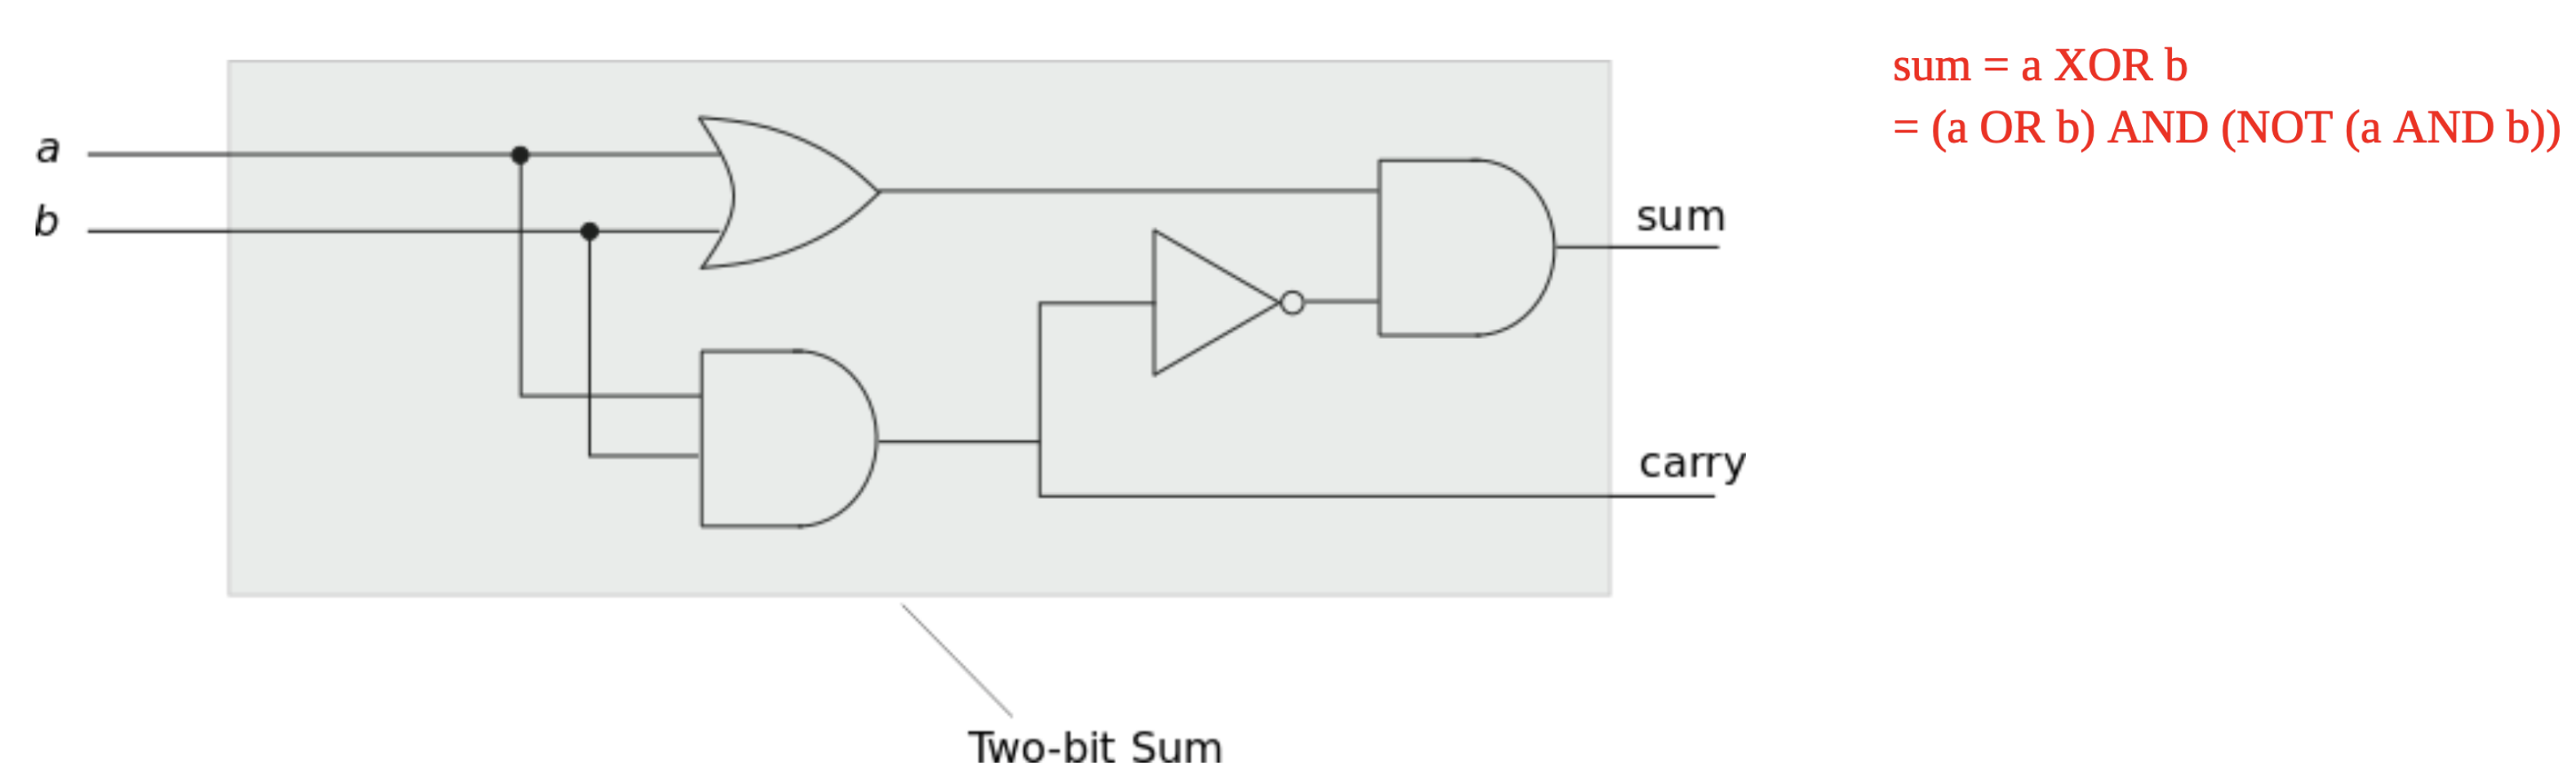 sum = a XOR b
= (a OR b) AND (NOT (a AND b))
a
b
sum
carry
Two-bit Sum